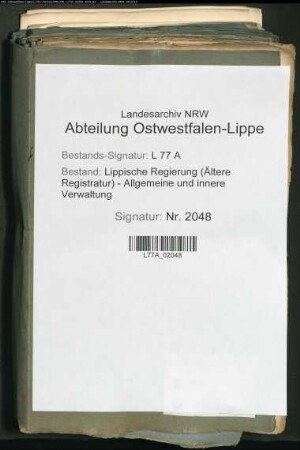 Landesarchiv NRW
Abteilung Ostwestfalen-Lippe
Bestands-Signatur: L 77 A
Bestand: Lippische Regierung (Ältere
Registratur) - Allgemeine und innere
Verwaltung
Signatur: Nr. 2048
L77A_02048